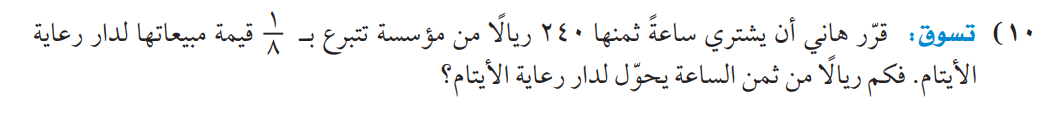 ١٠) تسوق: قرّر هاني أن يشتري ساعةً ثمنها ٢٤٠ ريالًا من مؤسسة تتبرع بـ ١/٨ قيمة مبيعاتها لدار رعاية
الأيتام. فكم ريالًا من ثمن الساعة يحوّل لدار رعاية الأيتام؟